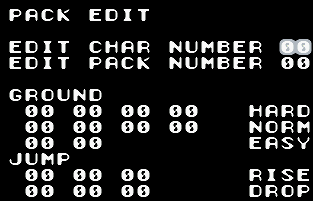 PACK EDIT
EDIT CHAR NUMBER 00
EDIT PACK NUMBER 00
GROUND
00 00 00 00 HARD
00 00 00 00 NORM
00 00 EASY
JUMP
00 00 00 RISE
00 00 00 DROP